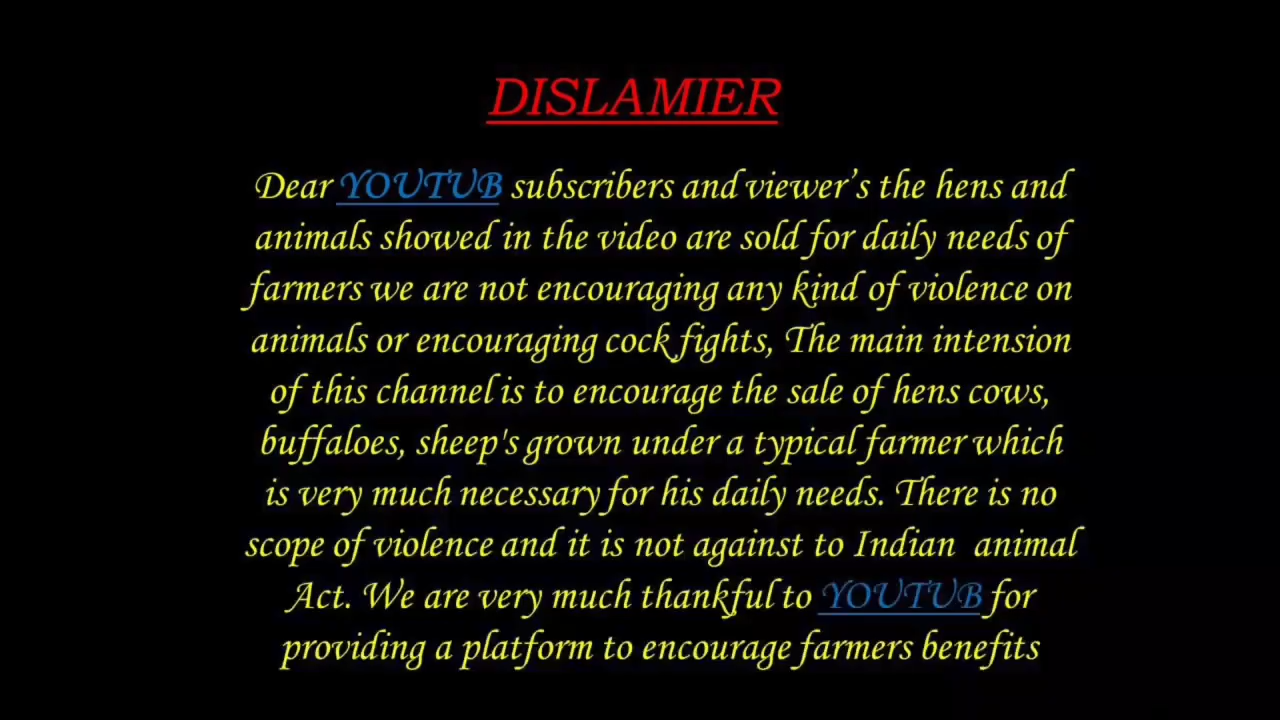 DISLAMIER
Dear YOUTUB subscribers and viewer's the hens and
animals showed in the video are sold for daily needs of
farmers we are not encouraging any kind of violence on
animals or encouraging cock fights, The main intension
of this channel is to encourage the sale of hens cows,
buffaloes, sheep's grown under a typical farmer which
is very much necessary for his daily needs. There is no
scope of violence and it is not against to Indian animal
Act. We are very much thankful to YOUTUB for
providing a platform to encourage farmers benefits